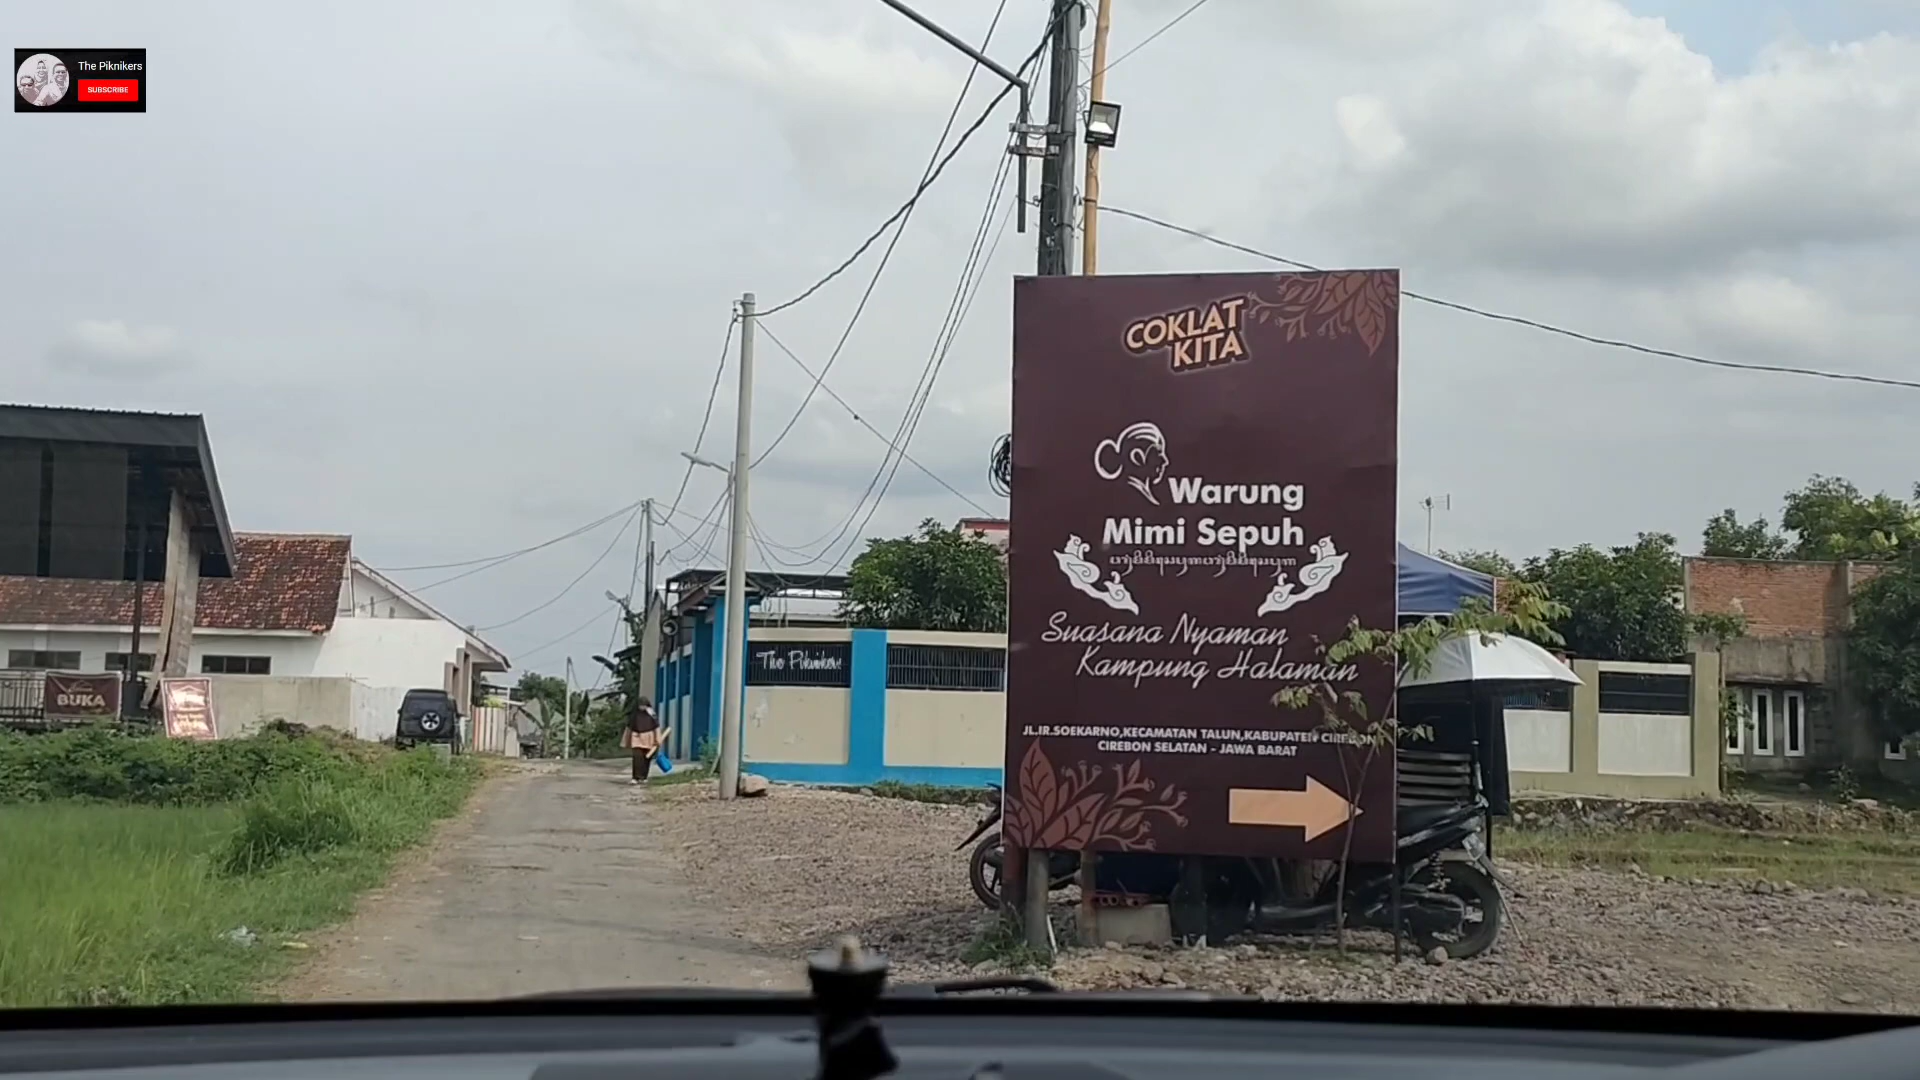 The Piknikers
SUBSCRIBE
COKLAT
KITA
Warung
Mimi Sepuh
Suasana Nyaman
Kampung Halaman
JL.IR.SOEKARNO,KECAMATAN TALUN,KABUPATEN CIREBON
CIREBON SELATAN - JAWA BARAT
The Piknikers
BUKA